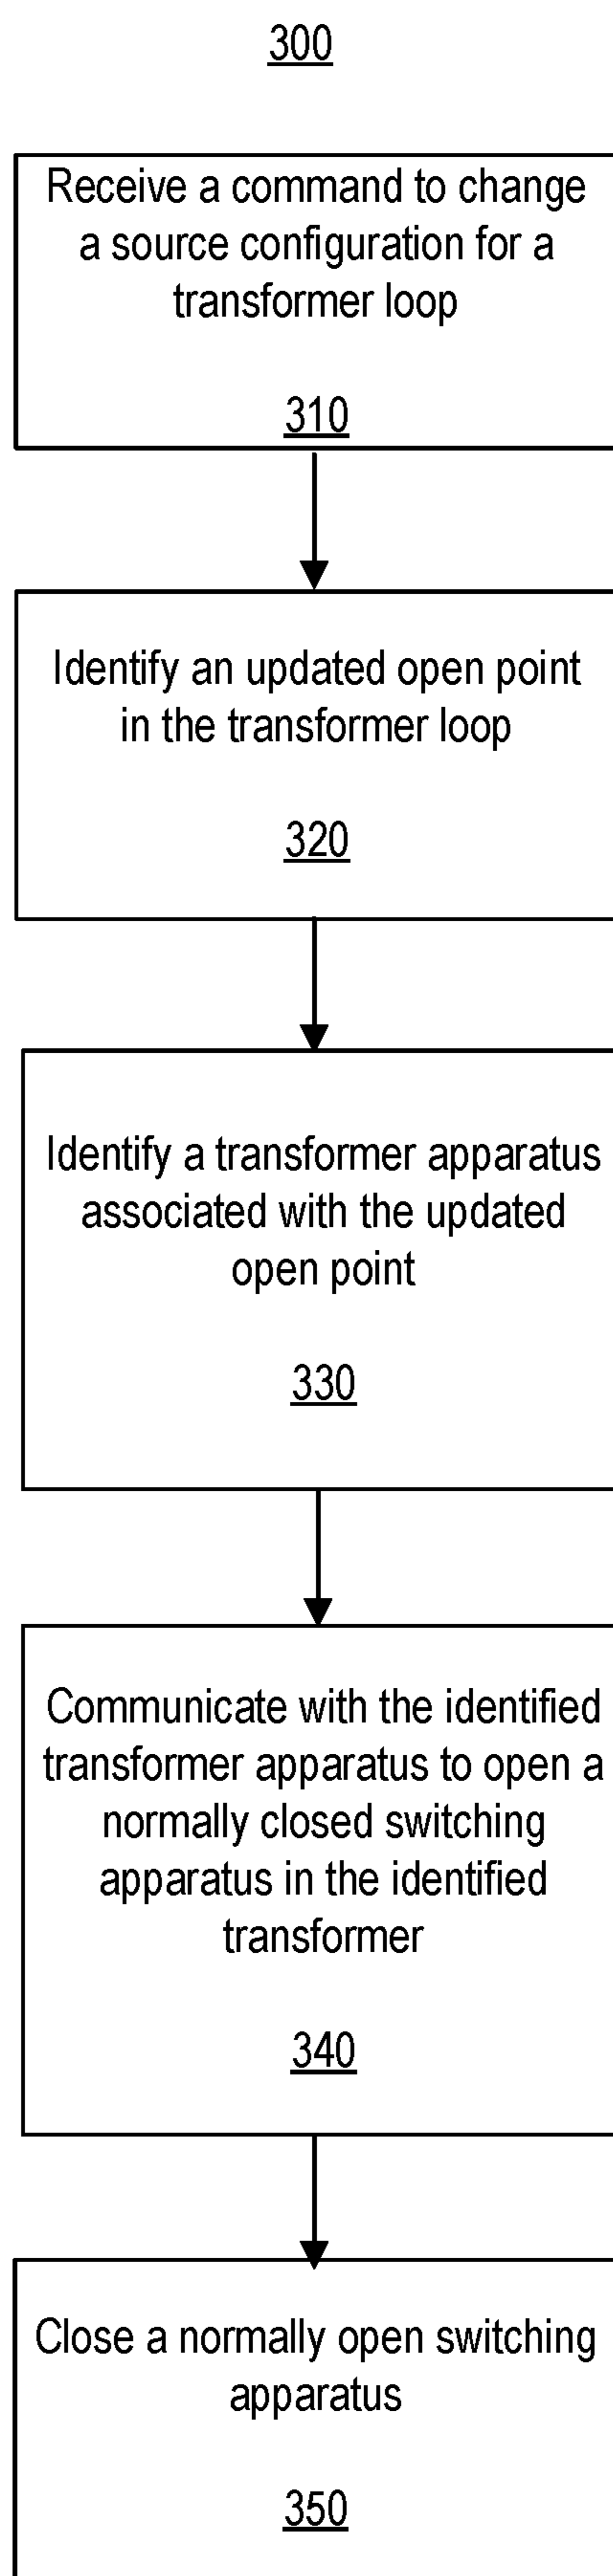 300
Receive a command to change
a source configuration for a
transformer loop
310
Identify an updated open point
in the transformer loop
320
Identify a transformer apparatus
associated with the updated
open point
330
Communicate with the identified
transformer apparatus to open a
normally closed switching
apparatus in the identified
transformer
340
Close a normally open switching
apparatus
350